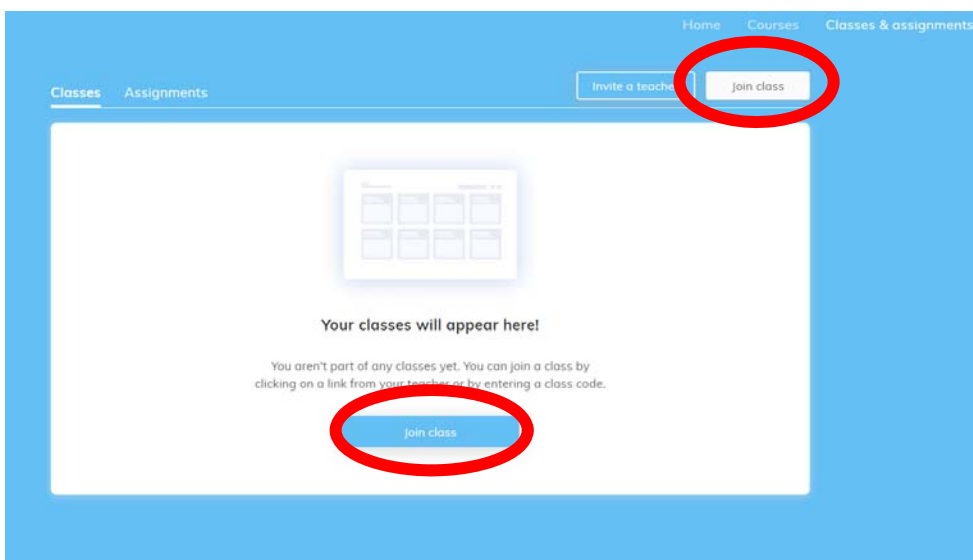 Home Courses Classes & assignments
Classes Assignments Invite a teache Join class
Your classes will appear here!
You aren't part of any classes yet. You can join a class by
clicking on a link from your teacher or by entering a class code.
Join class